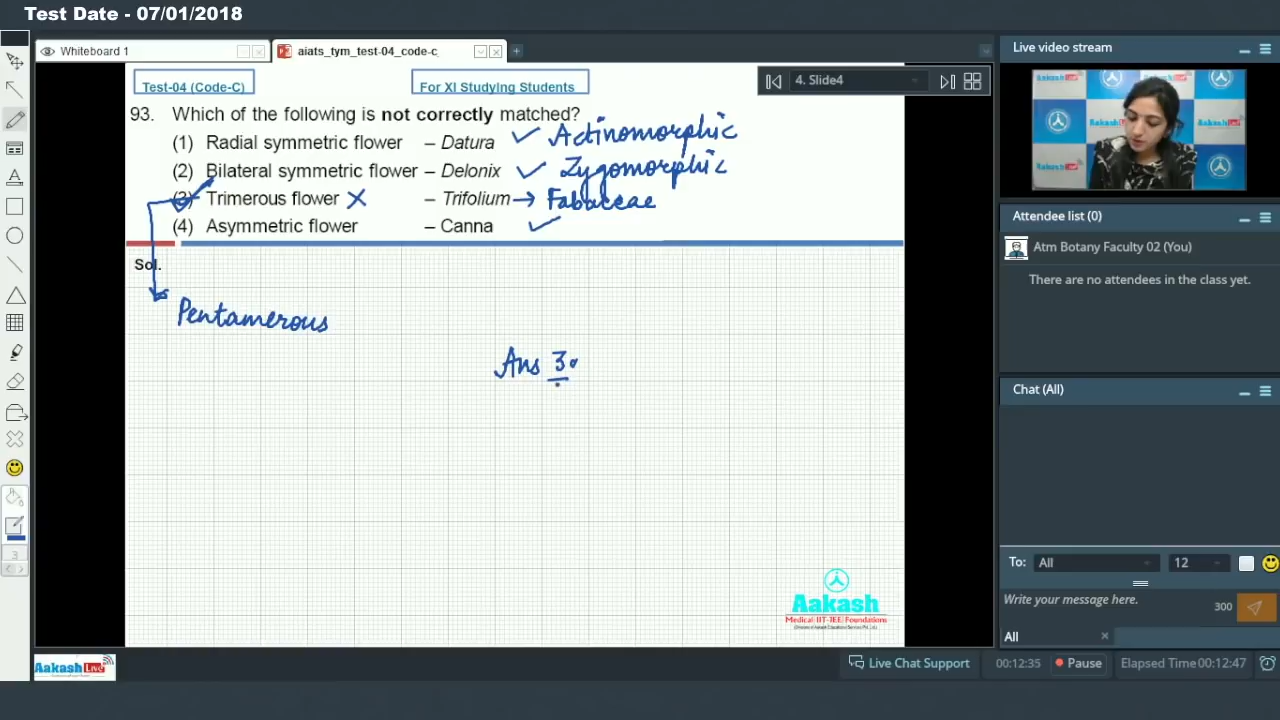 Test Date - 07/01/2018
Whiteboard 1
aiats_tym_test-04_code-c
Live video stream
Test-04 (Code-C)
For XI Studying Students
4. Slide4
93. Which of the following is not correctly matched?
(1) Radial symmetric flower – Datura ✓ Actinomorphic
(2) Bilateral symmetric flower – Delonix ✓ Zygomorphic
(3) Trimerous flower X – Trifolium → Fabaceae
(4) Asymmetric flower – Canna ✓
Sol.
Pentamerous
Ans 3.
Attendee list (0)
Atm Botany Faculty 02 (You)
There are no attendees in the class yet.
Chat (All)
To: All 12
Write your message here.
300
All
3
Aakash
Medical|IIT-JEE|Foundations
Aakash Live
Live Chat Support
00:12:35
Pause
Elapsed Time 00:12:47